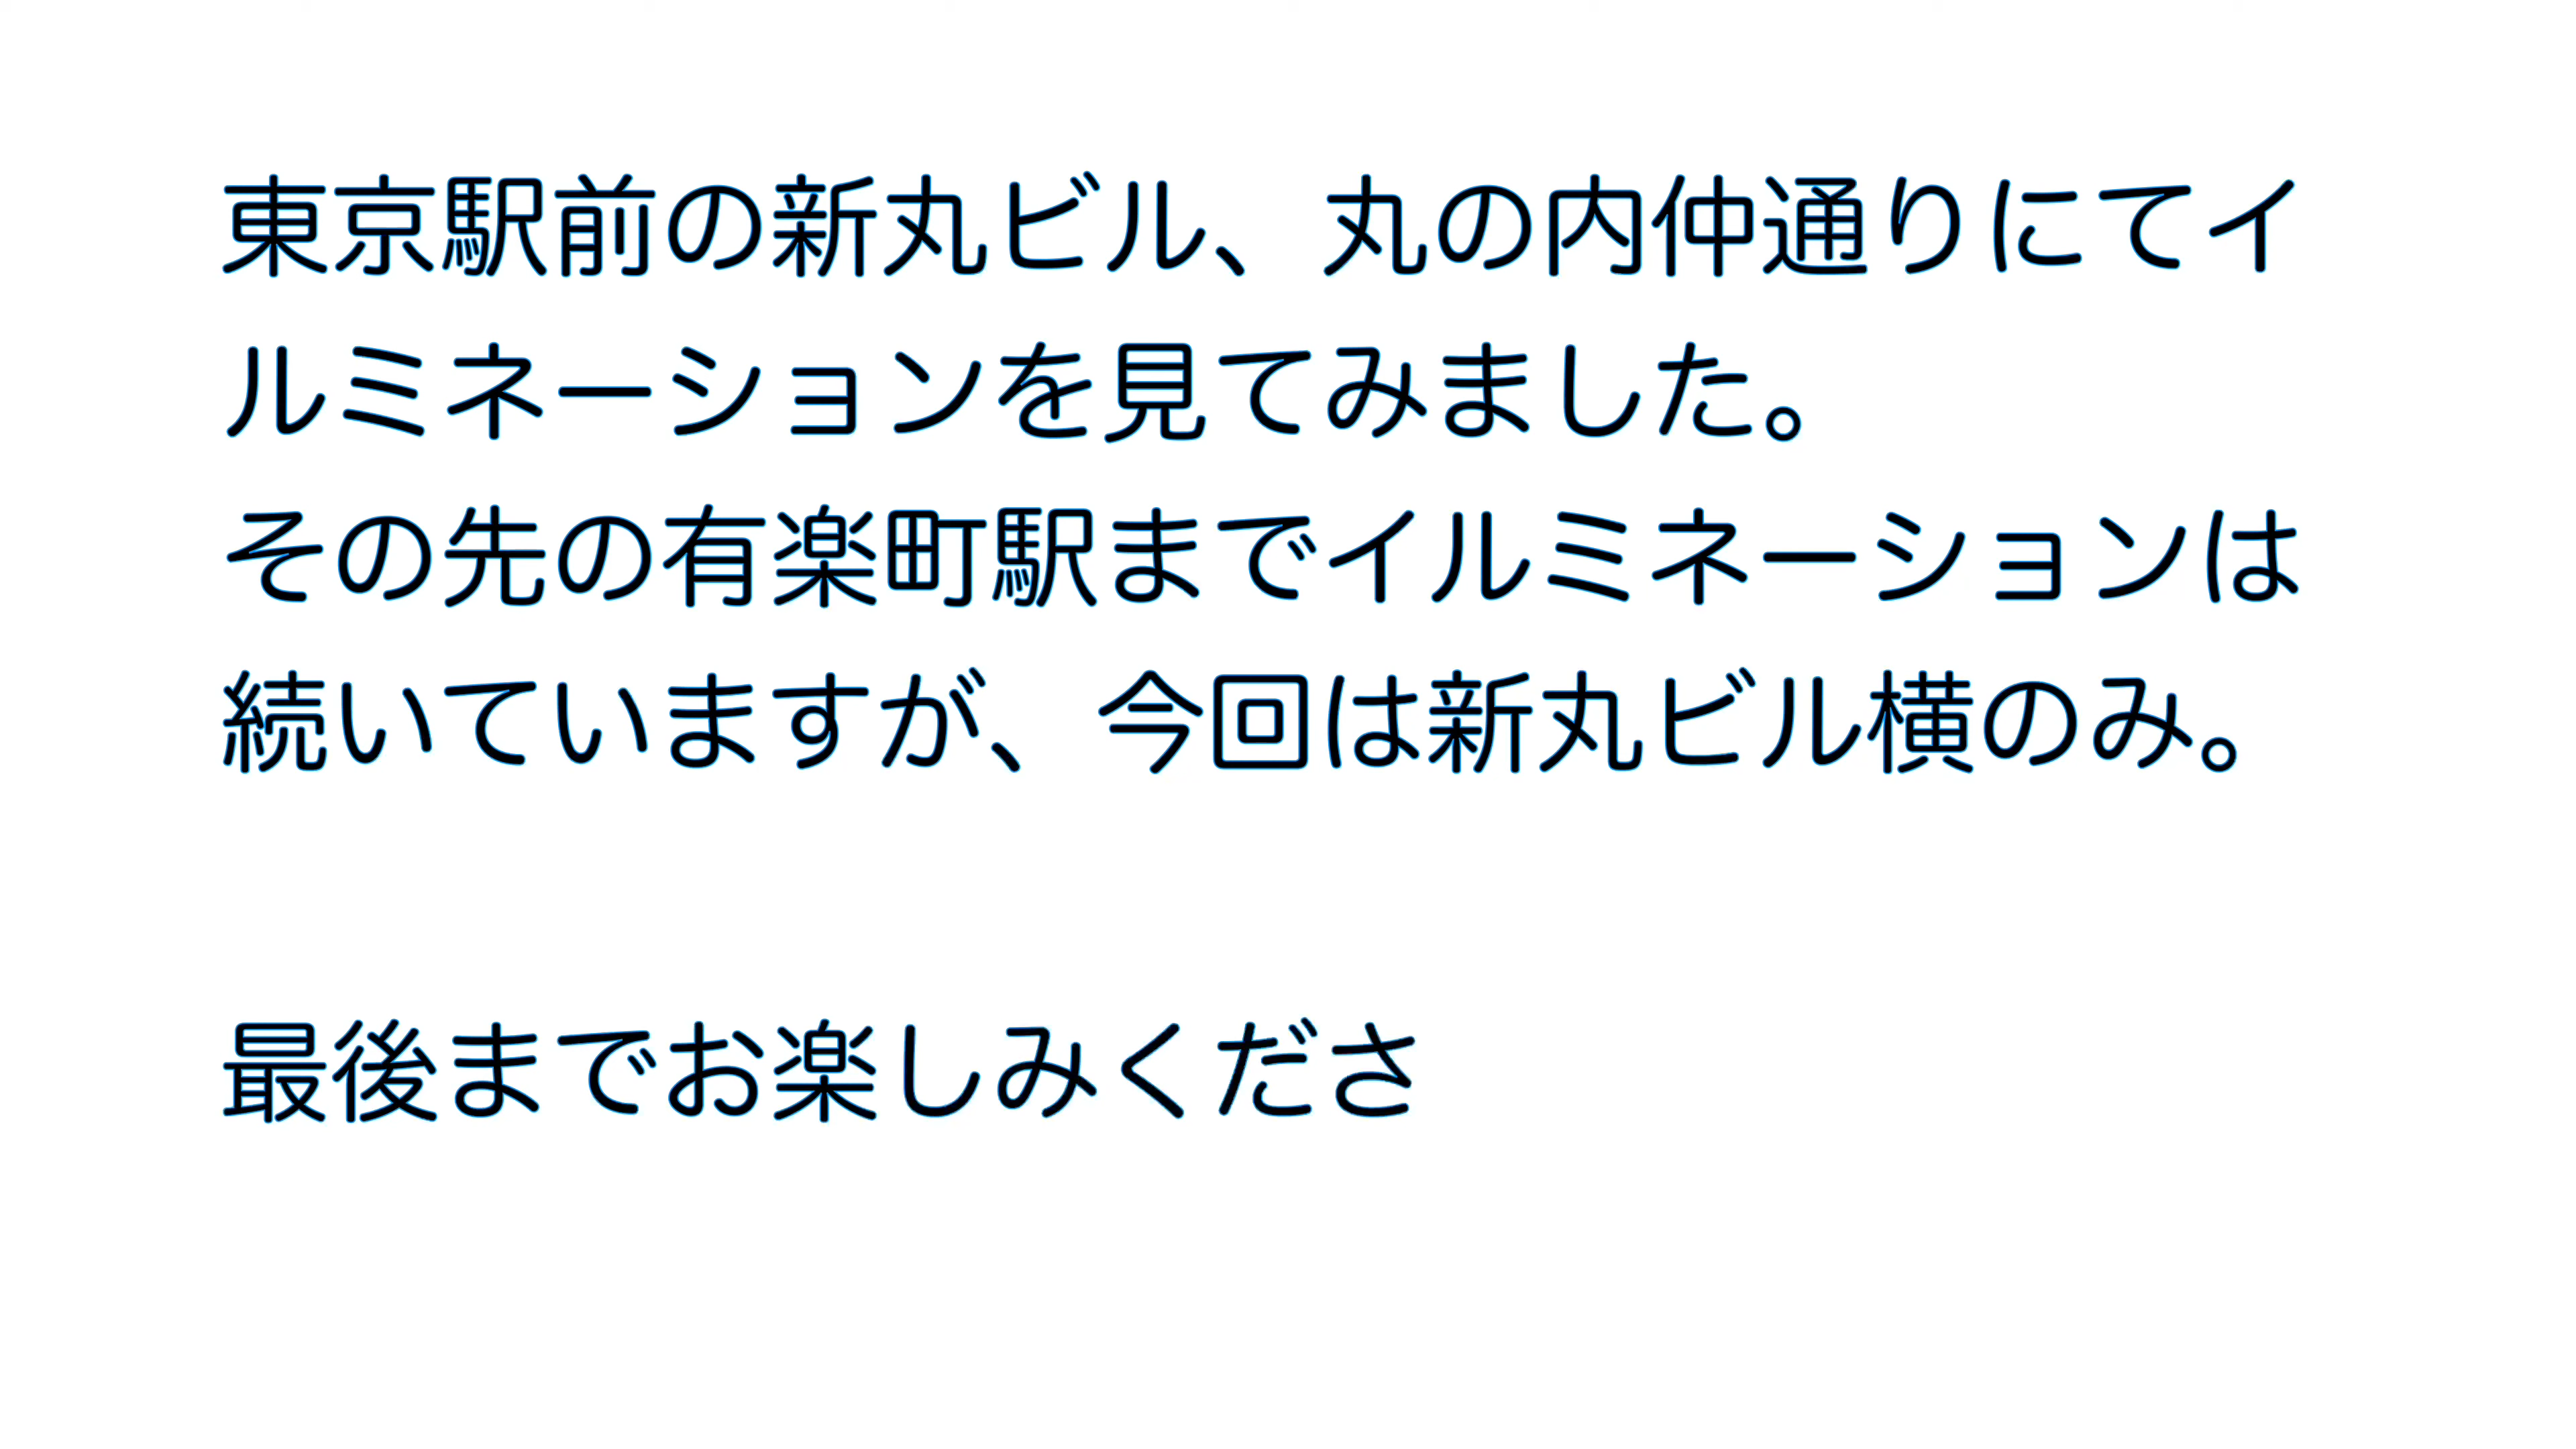 東京駅前の新丸ビル、丸の内仲通りにてイ
ルミネーションを見てみました。
その先の有楽町駅までイルミネーションは
続いていますが、今回は新丸ビル横のみ。
最後までお楽しみくださ